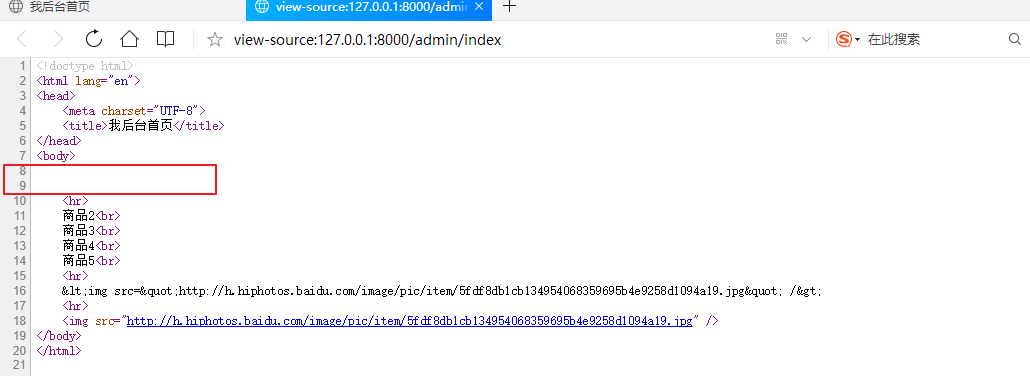 我后台首页
view-source:127.0.0.1:8000/admin
view-source:127.0.0.1:8000/admin/index
在此搜索
1 <!doctype html>
2 <html lang="en">
3 <head>
4 <meta charset="UTF-8">
5 <title>我后台首页</title>
6 </head>
7 <body>
8
9
10 <hr>
11 商品2<br>
12 商品3<br>
13 商品4<br>
14 商品5<br>
15 <hr>
16 &lt;img src=&quot;http://h.hiphotos.baidu.com/image/pic/item/5fdf8db1cb134954068359695b4e9258d1094a19.jpg&quot; /&gt;
17 <hr>
18 <img src="http://h.hiphotos.baidu.com/image/pic/item/5fdf8db1cb134954068359695b4e9258d1094a19.jpg" />
19 </body>
20 </html>
21